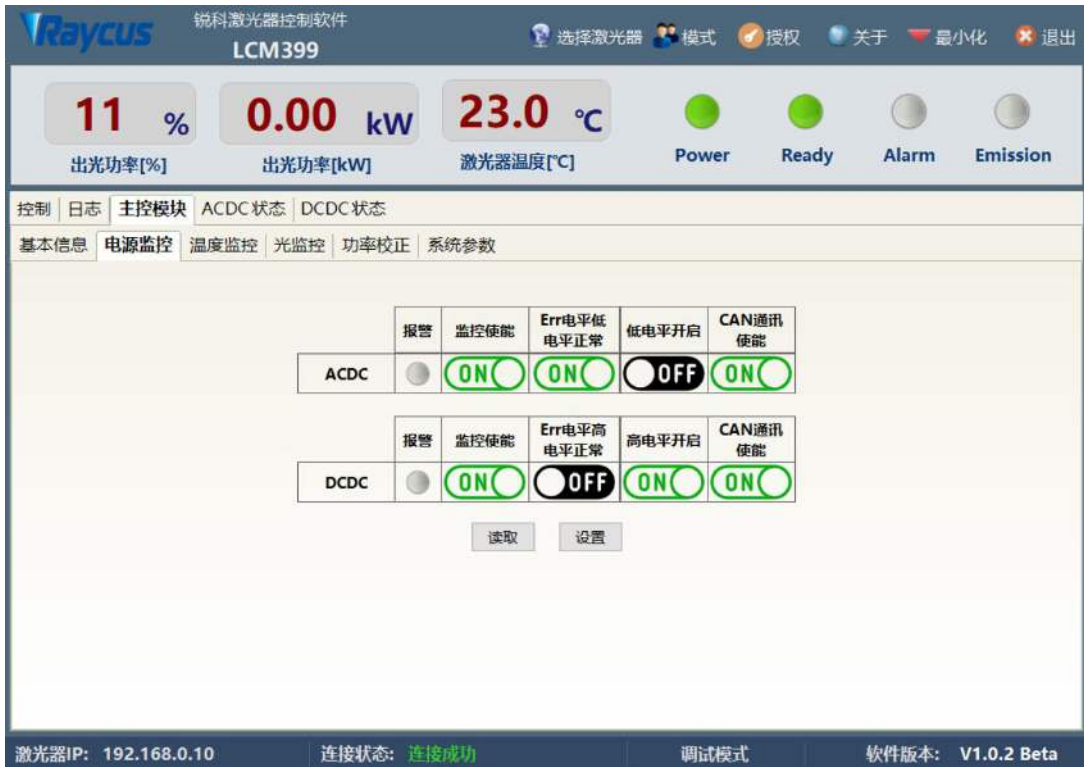 Raycus
锐科激光器控制软件
LCM399
选择激光器 模式 授权 关于 最小化 退出
11 % 0.00 kW 23.0 ℃
出光功率[%] 出光功率[kW] 激光器温度[℃] Power Ready Alarm Emission
控制 日志 主控模块 ACDC状态 DCDC状态
基本信息 电源监控 温度监控 光监控 功率校正 系统参数
报警 监控使能 Err电平低 低电平开启 CAN通讯
电平正常 使能
ACDC ON ON OFF ON
报警 监控使能 Err电平高 高电平开启 CAN通讯
电平正常 使能
DCDC ON OFF ON ON
读取 设置
激光器IP: 192.168.0.10 连接状态: 连接成功 调试模式 软件版本: V1.0.2 Beta